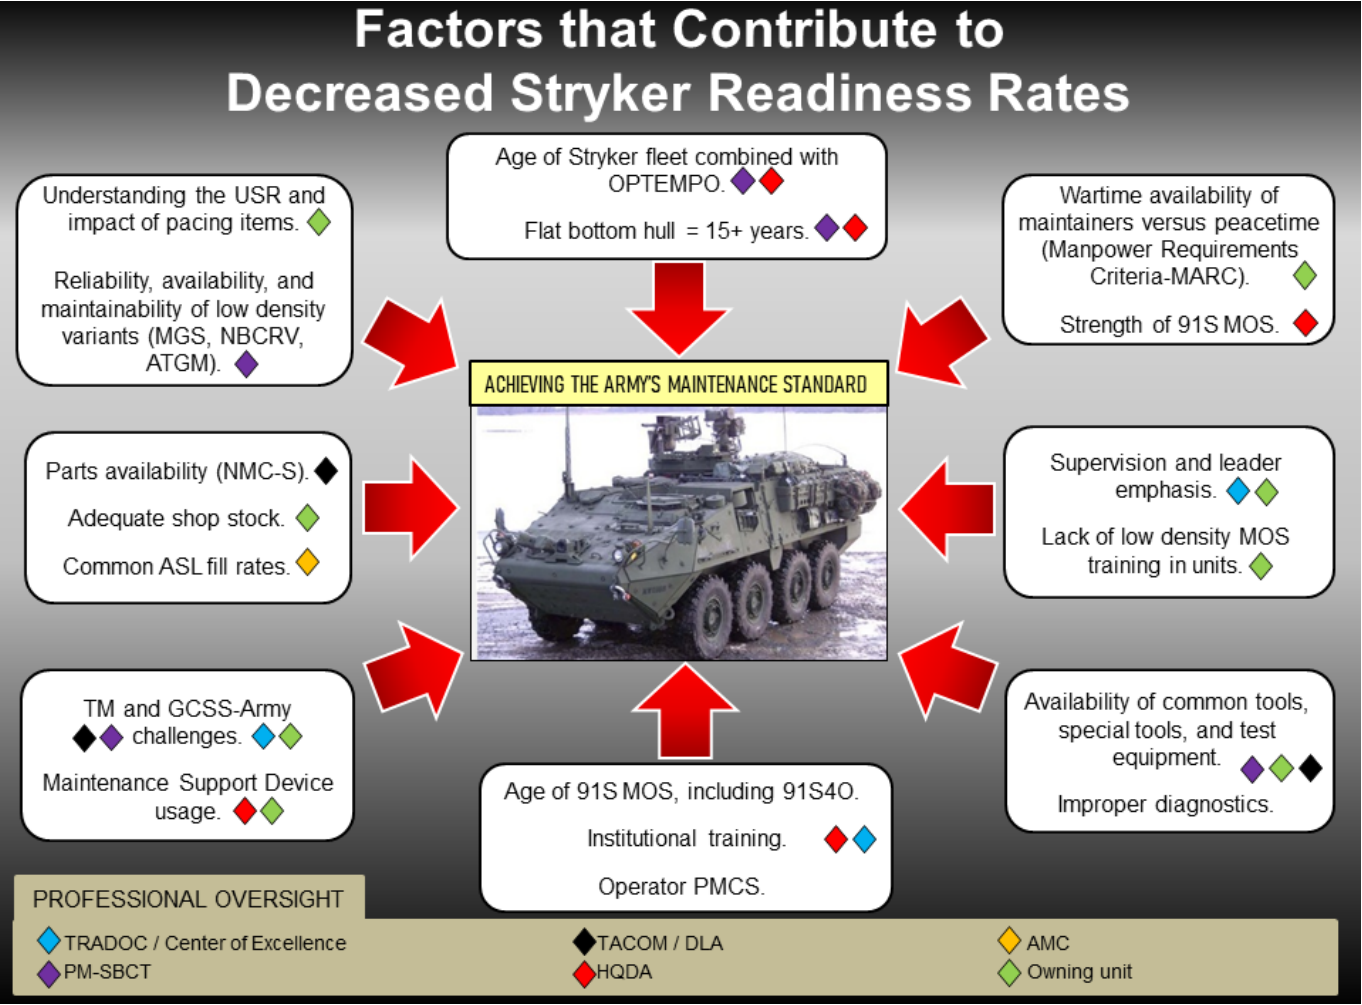 Factors that Contribute to
Decreased Stryker Readiness Rates
Age of Stryker fleet combined with
OPTEMPO.
Flat bottom hull = 15+ years.
Understanding the USR and
impact of pacing items.
Reliability, availability, and
maintainability of low density
variants (MGS, NBCRV,
ATGM).
Wartime availability of
maintainers versus peacetime
(Manpower Requirements
Criteria-MARC).
Strength of 91S MOS.
ACHIEVING THE ARMY'S MAINTENANCE STANDARD
Parts availability (NMC-S).
Adequate shop stock.
Common ASL fill rates.
Supervision and leader
emphasis.
Lack of low density MOS
training in units.
TM and GCSS-Army
challenges.
Maintenance Support Device
usage.
Age of 91S MOS, including 91S4O.
Institutional training.
Operator PMCS.
Availability of common tools,
special tools, and test
equipment.
Improper diagnostics.
PROFESSIONAL OVERSIGHT
TRADOC / Center of Excellence
TACOM / DLA
AMC
PM-SBCT
HQDA
Owning unit